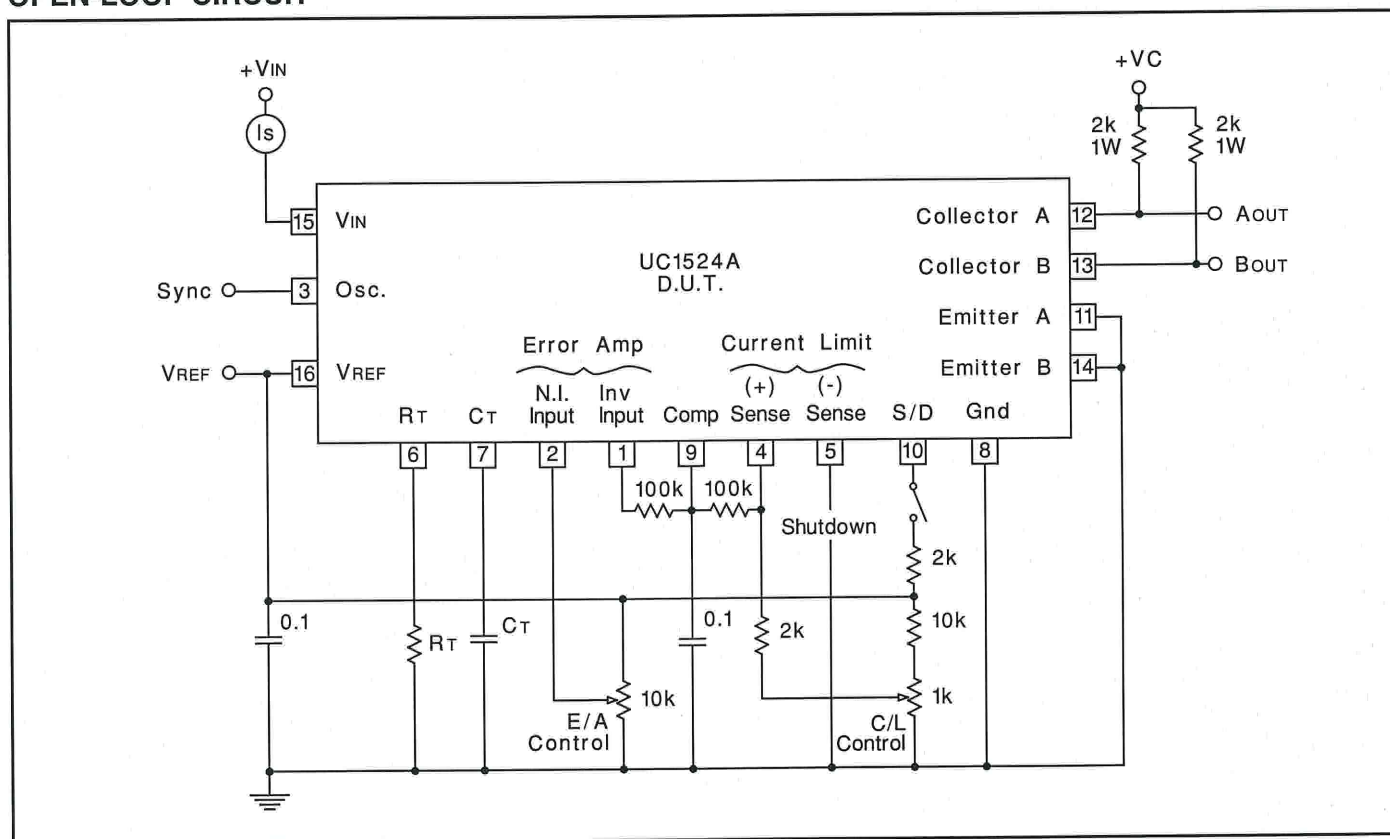 OPEN LOOP CIRCUIT
+VIN
Is
+VC
2k
1W
2k
1W
15
VIN
Collector A
12
AOUT
UC1524A
D.U.T.
Collector B
13
BOUT
Sync
3
Osc.
Emitter A
11
Error Amp
Current Limit
VREF
16
VREF
Emitter B
14
N.I.
Input
Inv
Input
(+)
Sense
(-)
Sense
RT
CT
Comp
S/D
Gnd
6
7
2
1
9
4
5
10
8
100k
100k
Shutdown
2k
0.1
RT
CT
0.1
2k
10k
10k
1k
E/A
Control
C/L
Control